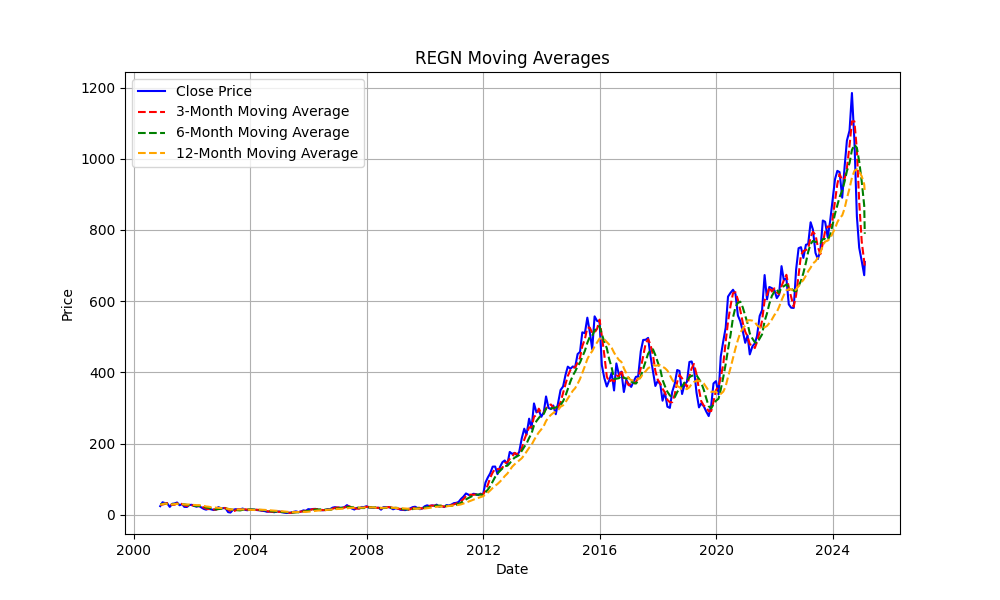 REGN Moving Averages
Close Price
3-Month Moving Average
6-Month Moving Average
12-Month Moving Average
1200
1000
800
600
400
200
0
Price
2000 2004 2008 2012 2016 2020 2024
Date